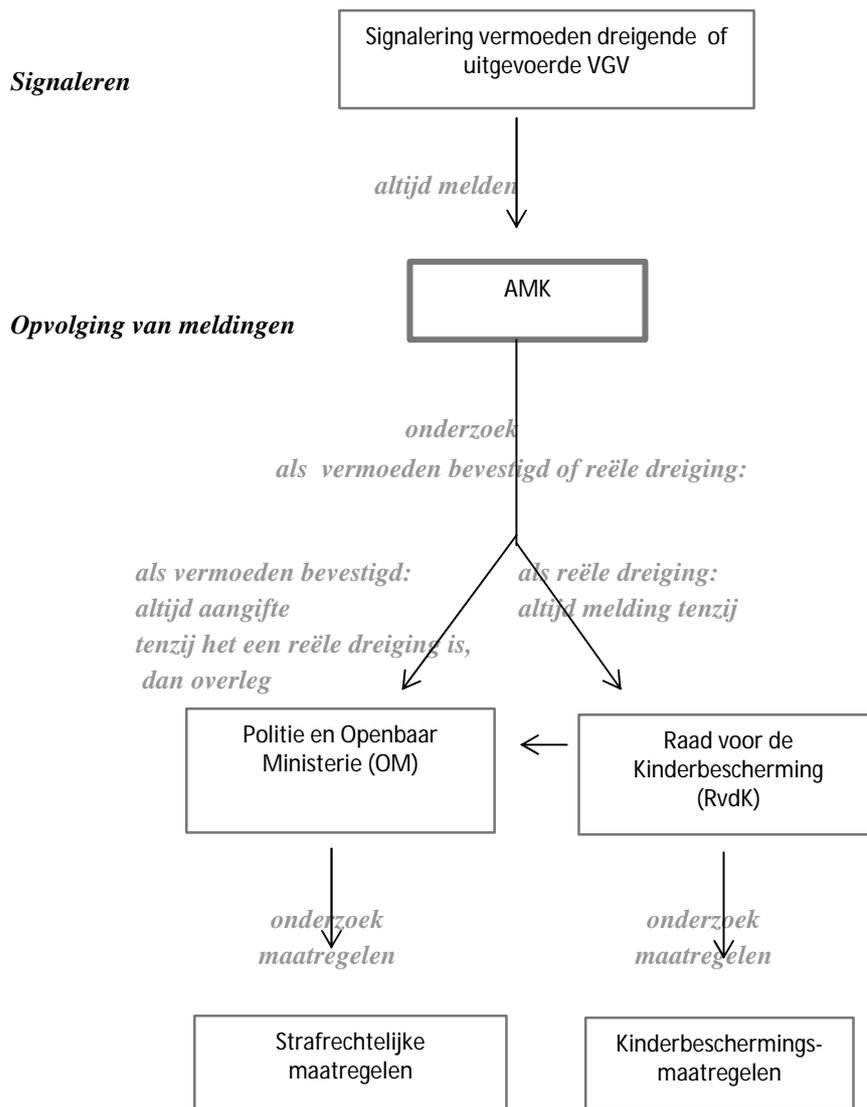 Signalering vermoeden dreigende of
uitgevoerde VGV
Signaleren
altijd melden
AMK
Opvolging van meldingen
onderzoek
als vermoeden bevestigd of reële dreiging:
als vermoeden bevestigd:
altijd aangifte
tenzij het een reële dreiging is,
dan overleg
als reële dreiging:
altijd melding tenzij
Politie en Openbaar
Ministerie (OM)
Raad voor de
Kinderbescherming
(RvdK)
onderzoek
maatregelen
onderzoek
maatregelen
Strafrechtelijke
maatregelen
Kinderbeschermings-
maatregelen